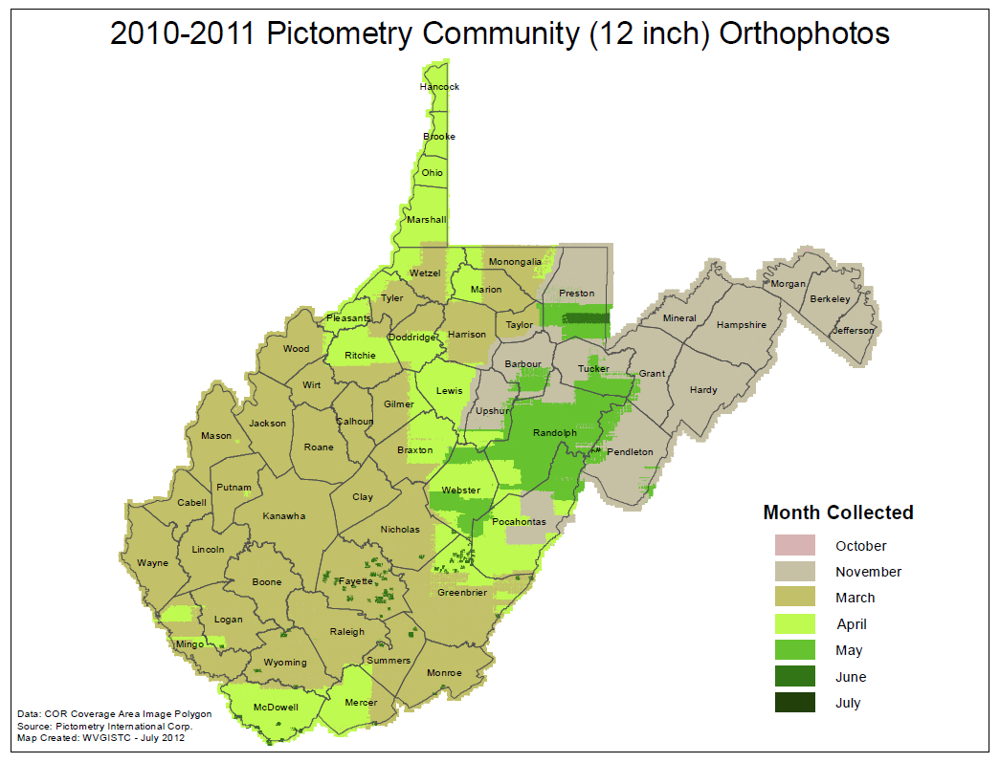 2010-2011 Pictometry Community (12 inch) Orthophotos
Hancock
Brooke
Ohio
Marshall
Wetzel
Monongalia
Marion
Preston
Tyler
Pleasants
Doddridge
Harrison
Taylor
Ritchie
Wood
Wirt
Barbour
Tucker
Mineral
Hampshire
Morgan
Berkeley
Jefferson
Grant
Hardy
Lewis
Gilmer
Upshur
Calhoun
Jackson
Mason
Roane
Braxton
Randolph
Pendleton
Putnam
Cabell
Kanawha
Clay
Webster
Pocahontas
Nicholas
Wayne
Lincoln
Boone
Fayette
Greenbrier
Logan
Raleigh
Mingo
Wyoming
Summers
Monroe
McDowell
Mercer
Month Collected
October
November
March
April
May
June
July
Data: COR Coverage Area Image Polygon
Source: Pictometry International Corp.
Map Created: WVGISTC - July 2012